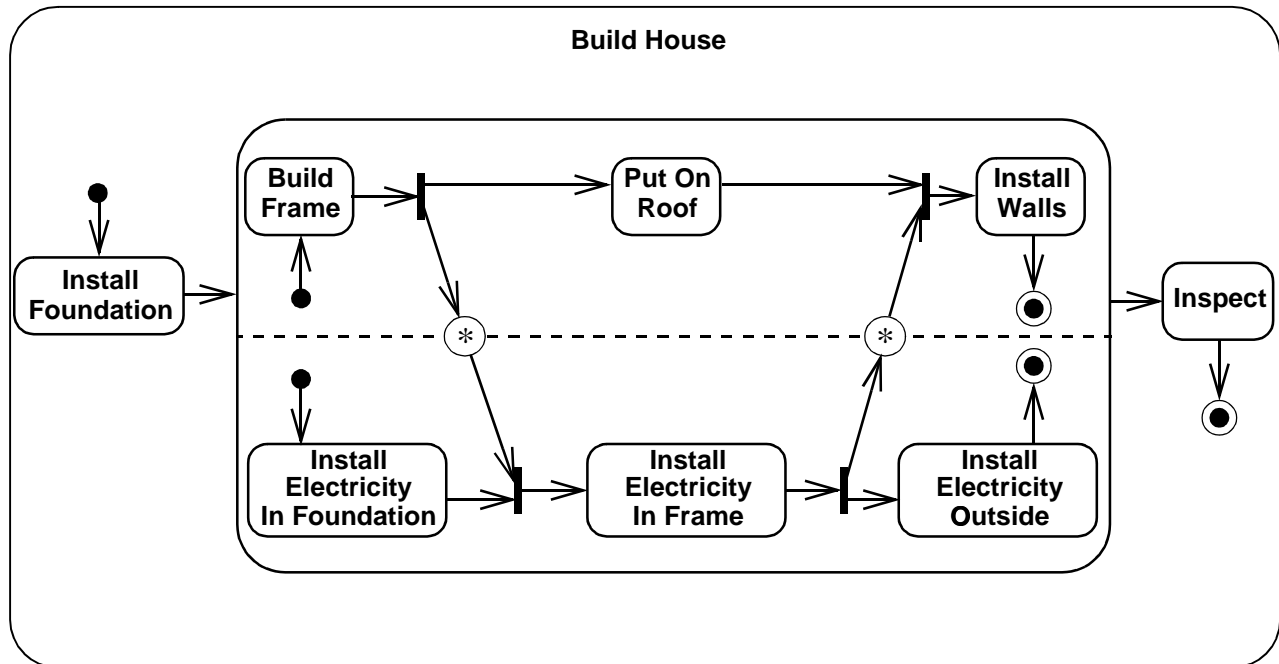 Build House
Build
Frame
Put On
Roof
Install
Walls
Install
Foundation
*
*
Inspect
Install
Electricity
In Foundation
Install
Electricity
In Frame
Install
Electricity
Outside